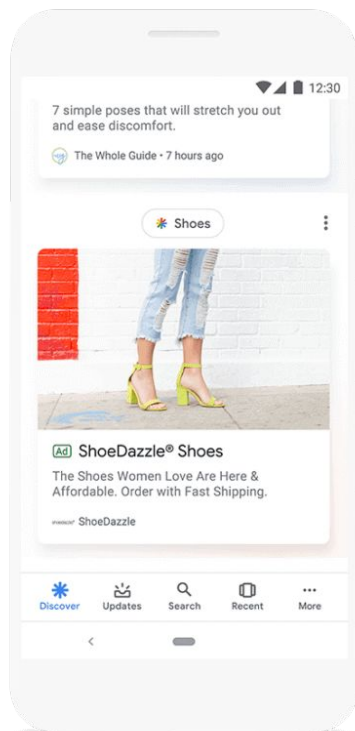 12:30
7 simple poses that will stretch you out
and ease discomfort.
The Whole Guide • 7 hours ago
Shoes
Ad ShoeDazzle® Shoes
The Shoes Women Love Are Here &
Affordable. Order with Fast Shipping.
ShoeDazzle
Discover Updates Search Recent More